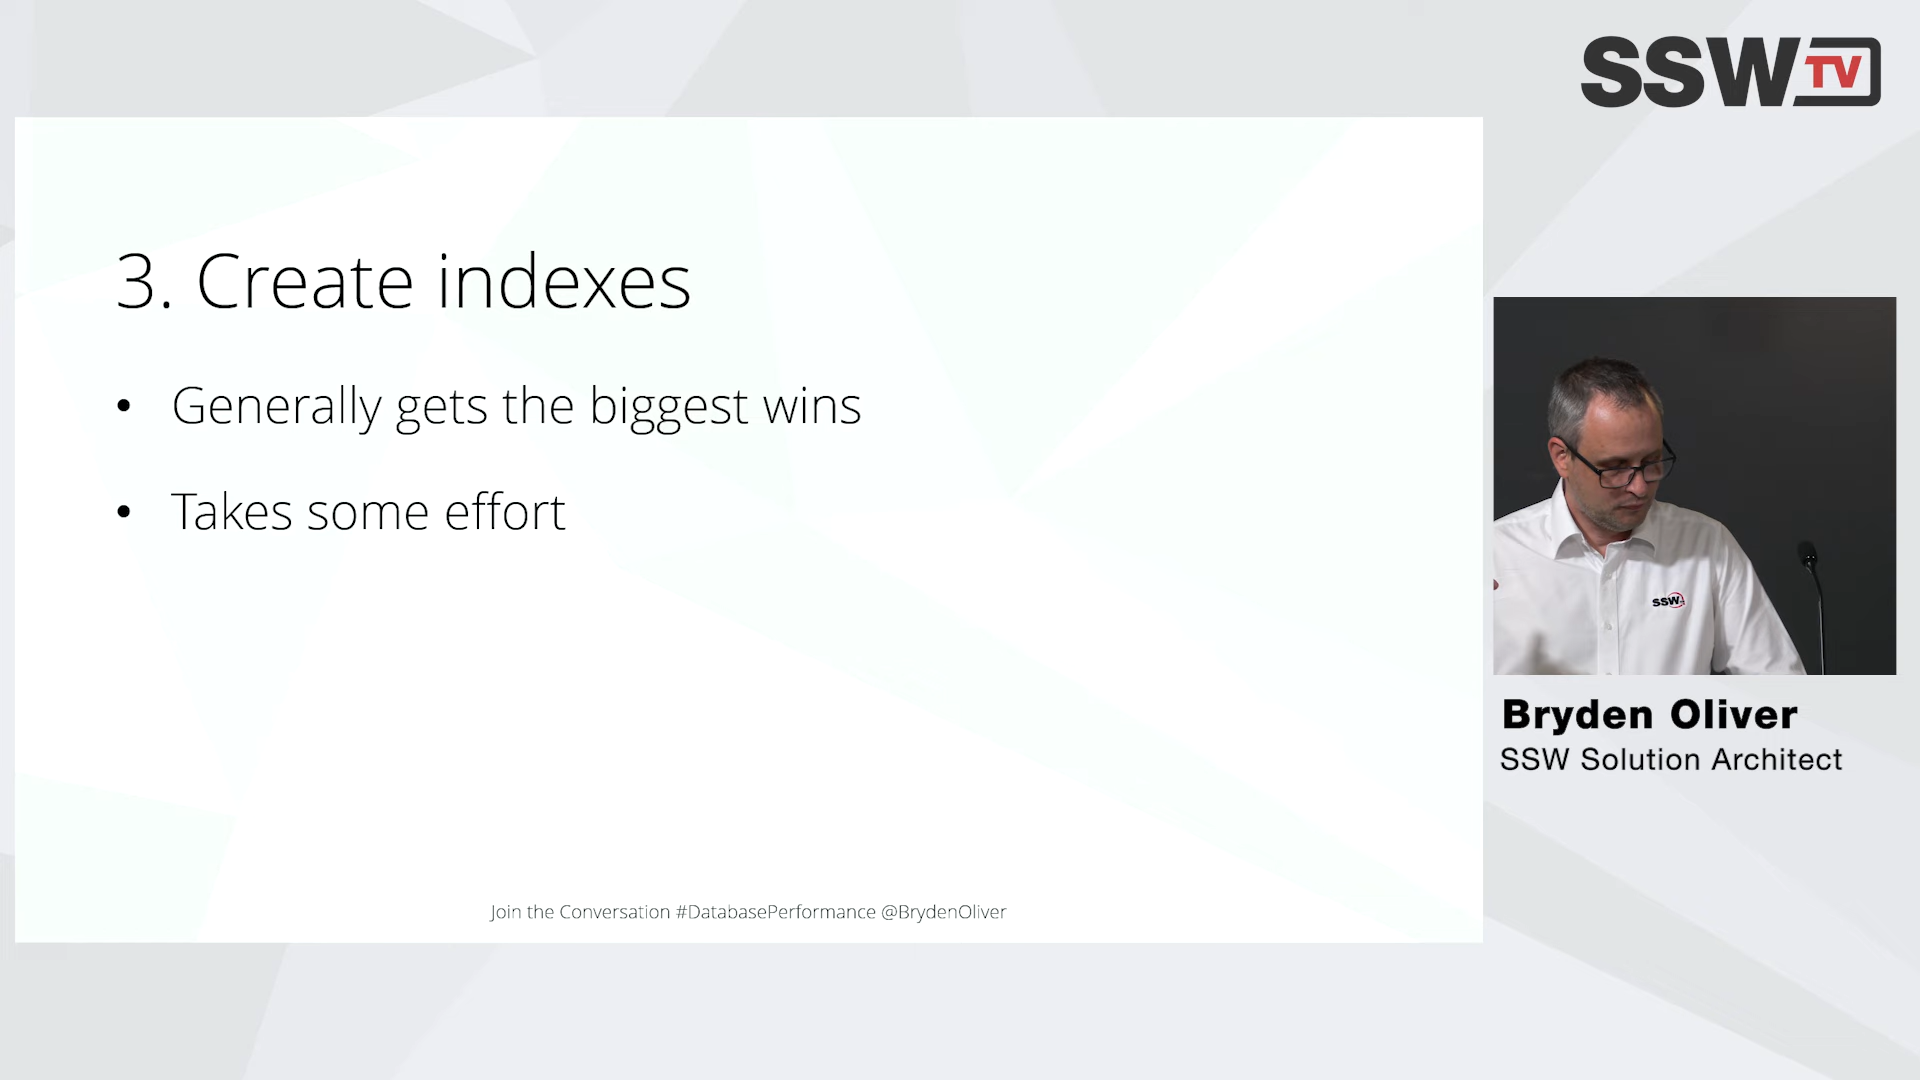 SSW TV
3. Create indexes
• Generally gets the biggest wins
• Takes some effort
SSW
Bryden Oliver
SSW Solution Architect
Join the Conversation #DatabasePerformance @BrydenOliver